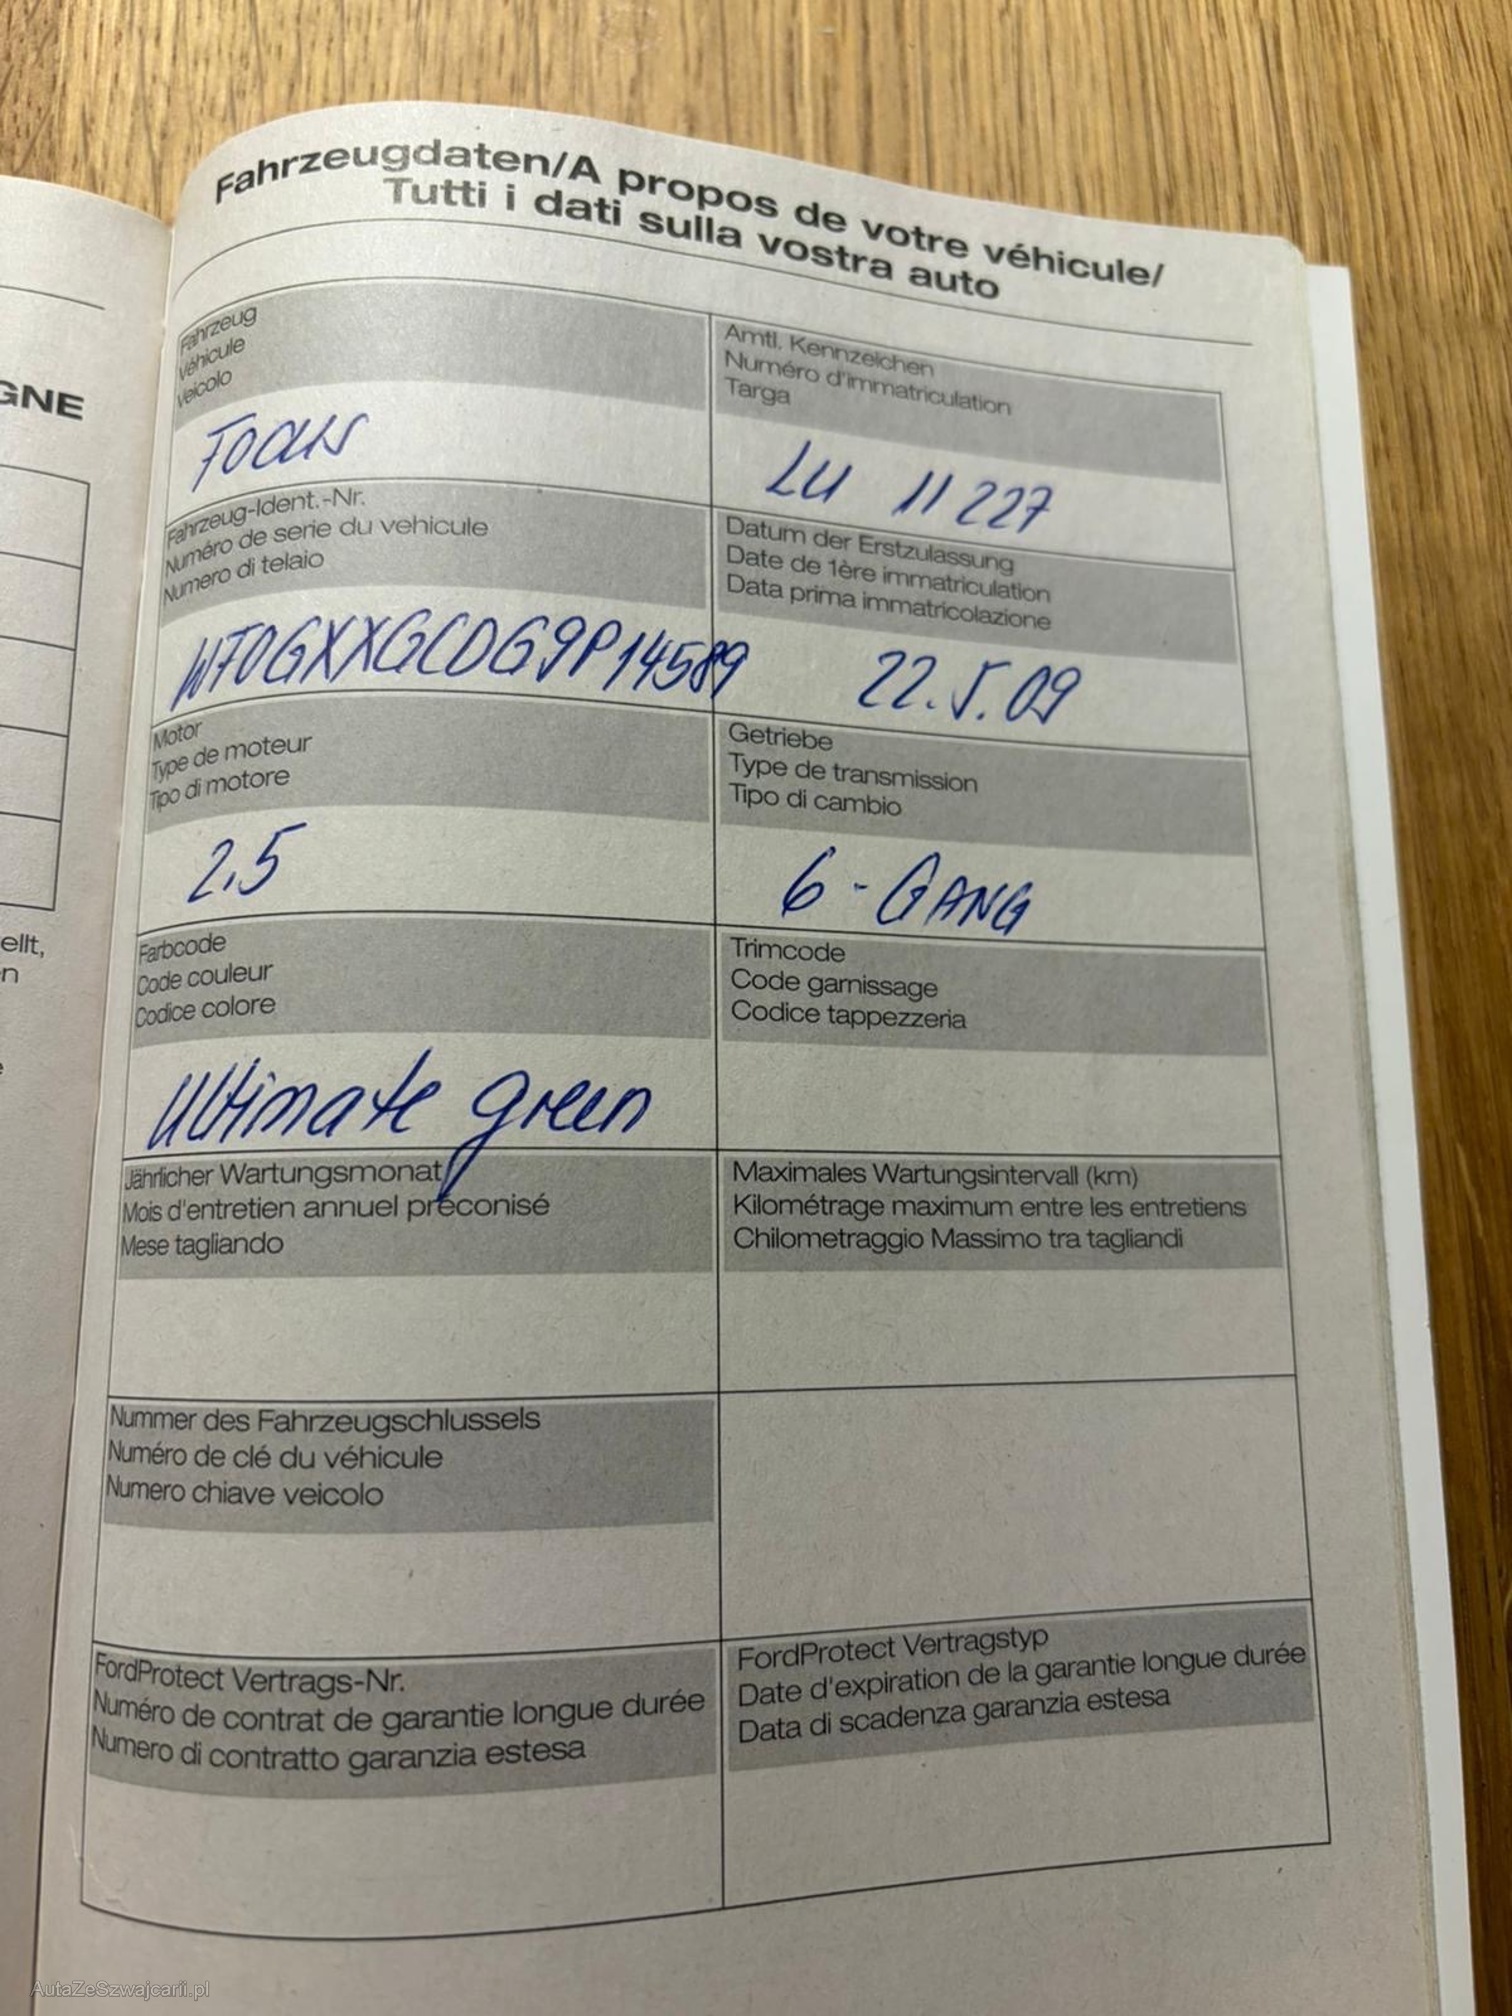 Fahrzeugdaten/A propos de votre véhicule/
Tutti i dati sulla vostra auto
GNE
Fahrzeug
Véhicule
Veicolo
Focus
Amtl. Kennzeichen
Numéro d'immatriculation
Targa
LU 11 227
Fahrzeug-Ident.-Nr.
Numéro de serie du vehicule
Numero di telaio
WF0GXXGCDG9P14589
Datum der Erstzulassung
Date de 1ère immatriculation
Data prima immatricolazione
22.5.09
Motor
Type de moteur
Tipo di motore
2.5
Getriebe
Type de transmission
Tipo di cambio
6-GANG
Farbcode
Code couleur
Codice colore
Ultimate green
Trimcode
Code garnissage
Codice tappezzeria
ellt,
n
Jährlicher Wartungsmonat
Mois d'entretien annuel préconisé
Mese tagliando
Maximales Wartungsintervall (km)
Kilométrage maximum entre les entretiens
Chilometraggio Massimo tra tagliandi
Nummer des Fahrzeugschlussels
Numéro de clé du véhicule
Numero chiave veicolo
FordProtect Vertrags-Nr.
Numéro de contrat de garantie longue durée
Numero di contratto garanzia estesa
FordProtect Vertragstyp
Date d'expiration de la garantie longue durée
Data di scadenza garanzia estesa
AutaZeSzwajcarii.pl